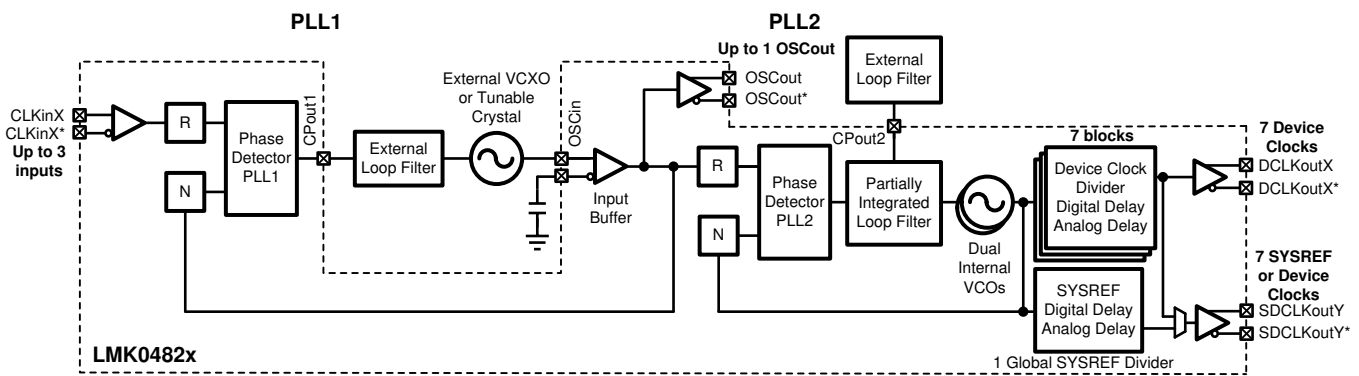 PLL1
PLL2
Up to 1 OSCout
External
Loop Filter
OSCout
OSCout*
External VCXO
or Tunable
Crystal
OSCin
CLKinX
CLKinX*
Up to 3
inputs
R
N
Phase
Detector
PLL1
CPout1
External
Loop Filter
Input
Buffer
R
N
Phase
Detector
PLL2
CPout2
Partially
Integrated
Loop Filter
Dual
Internal
VCOs
7 blocks
Device Clock
Divider
Digital Delay
Analog Delay
7 Device
Clocks
DCLKoutX
DCLKoutX*
SYSREF
Digital Delay
Analog Delay
1 Global SYSREF Divider
7 SYSREF
or Device
Clocks
SDCLKoutY
SDCLKoutY*
LMK0482x